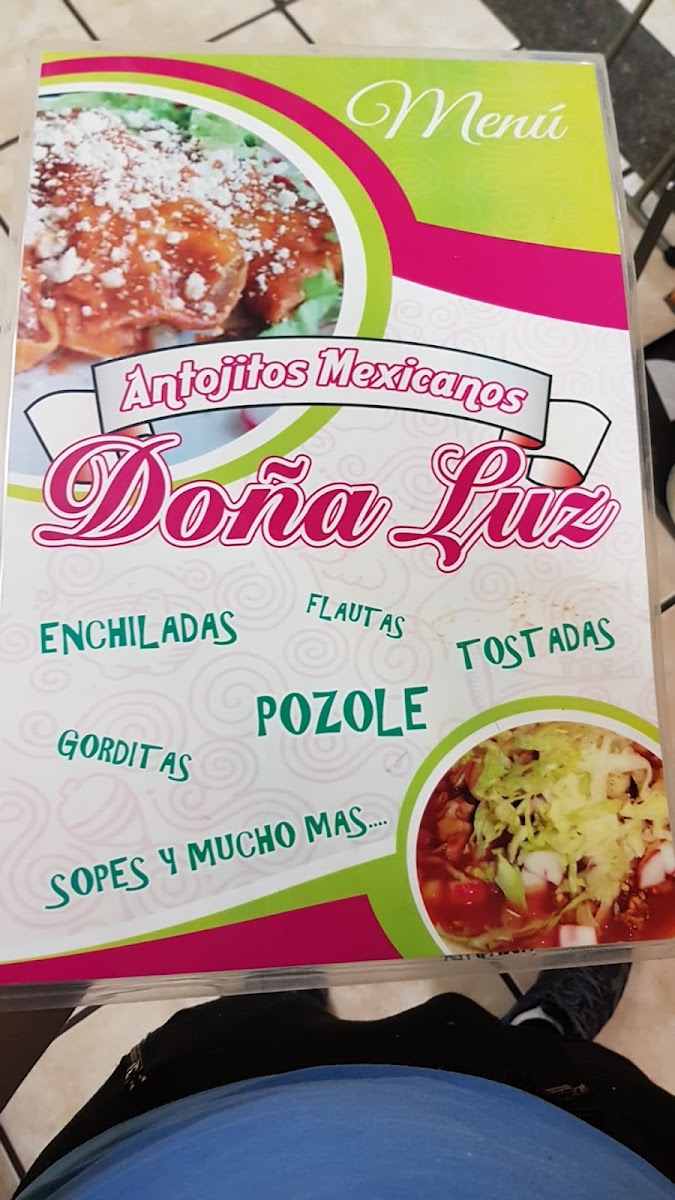 Menú
Antojitos Mexicanos
Doña Luz
ENCHILADAS
FLAUTAS
TOSTADAS
POZOLE
GORDITAS
SOPES Y MUCHO MAS....